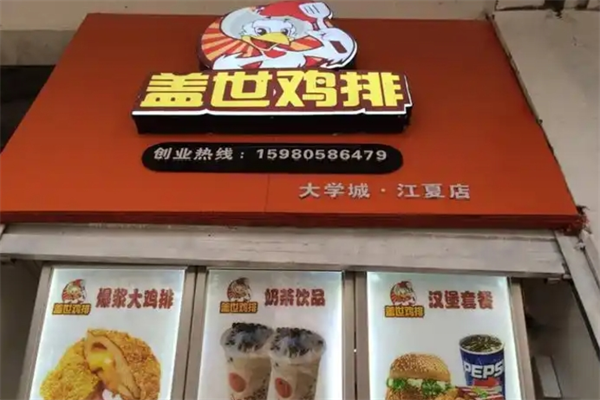 盖世鸡排
创业热线：15980586479
大学城·江夏店
盖世鸡排
爆浆大鸡排
盖世鸡排
奶茶饮品
盖世鸡排
汉堡套餐
PEPS